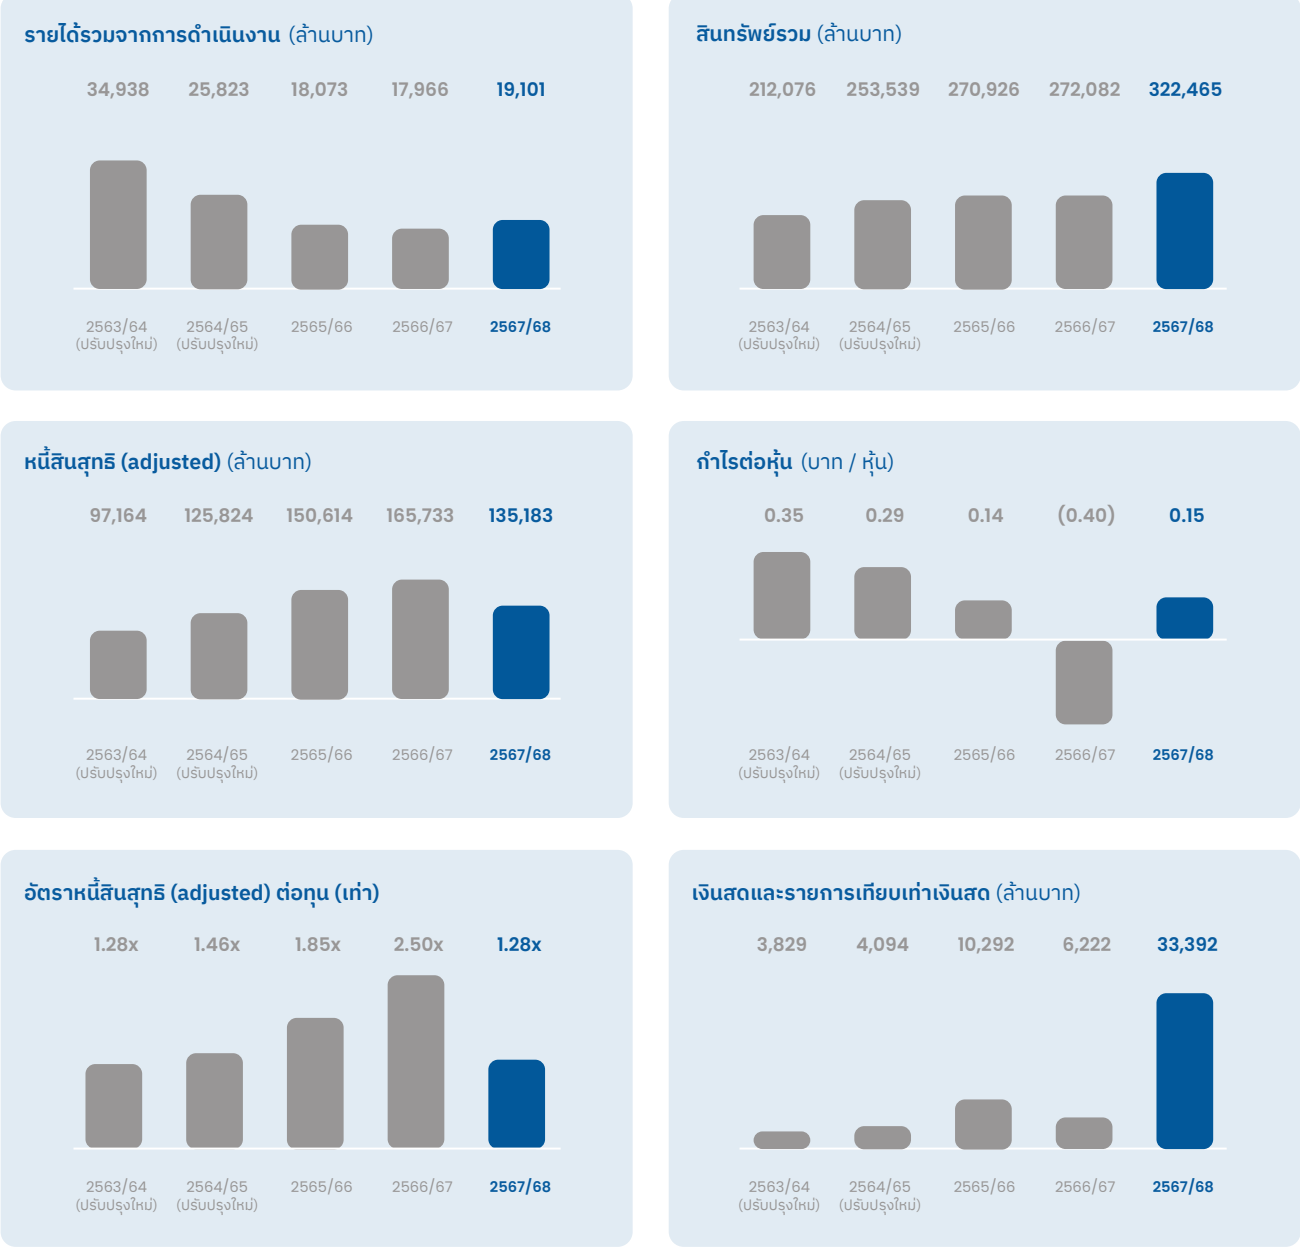 รายได้รวมจากการดำเนินงาน (ล้านบาท)
34,938 25,823 18,073 17,966 19,101
2563/64 2564/65 2565/66 2566/67 2567/68
(ปรับปรุงใหม่) (ปรับปรุงใหม่)
สินทรัพย์รวม (ล้านบาท)
212,076 253,539 270,926 272,082 322,465
2563/64 2564/65 2565/66 2566/67 2567/68
(ปรับปรุงใหม่) (ปรับปรุงใหม่)
หนี้สินสุทธิ (adjusted) (ล้านบาท)
97,164 125,824 150,614 165,733 135,183
2563/64 2564/65 2565/66 2566/67 2567/68
(ปรับปรุงใหม่) (ปรับปรุงใหม่)
กำไรต่อหุ้น (บาท / หุ้น)
0.35 0.29 0.14 (0.40) 0.15
2563/64 2564/65 2565/66 2566/67 2567/68
(ปรับปรุงใหม่) (ปรับปรุงใหม่)
อัตราหนี้สินสุทธิ (adjusted) ต่อทุน (เท่า)
1.28x 1.46x 1.85x 2.50x 1.28x
2563/64 2564/65 2565/66 2566/67 2567/68
(ปรับปรุงใหม่) (ปรับปรุงใหม่)
เงินสดและรายการเทียบเท่าเงินสด (ล้านบาท)
3,829 4,094 10,292 6,222 33,392
2563/64 2564/65 2565/66 2566/67 2567/68
(ปรับปรุงใหม่) (ปรับปรุงใหม่)